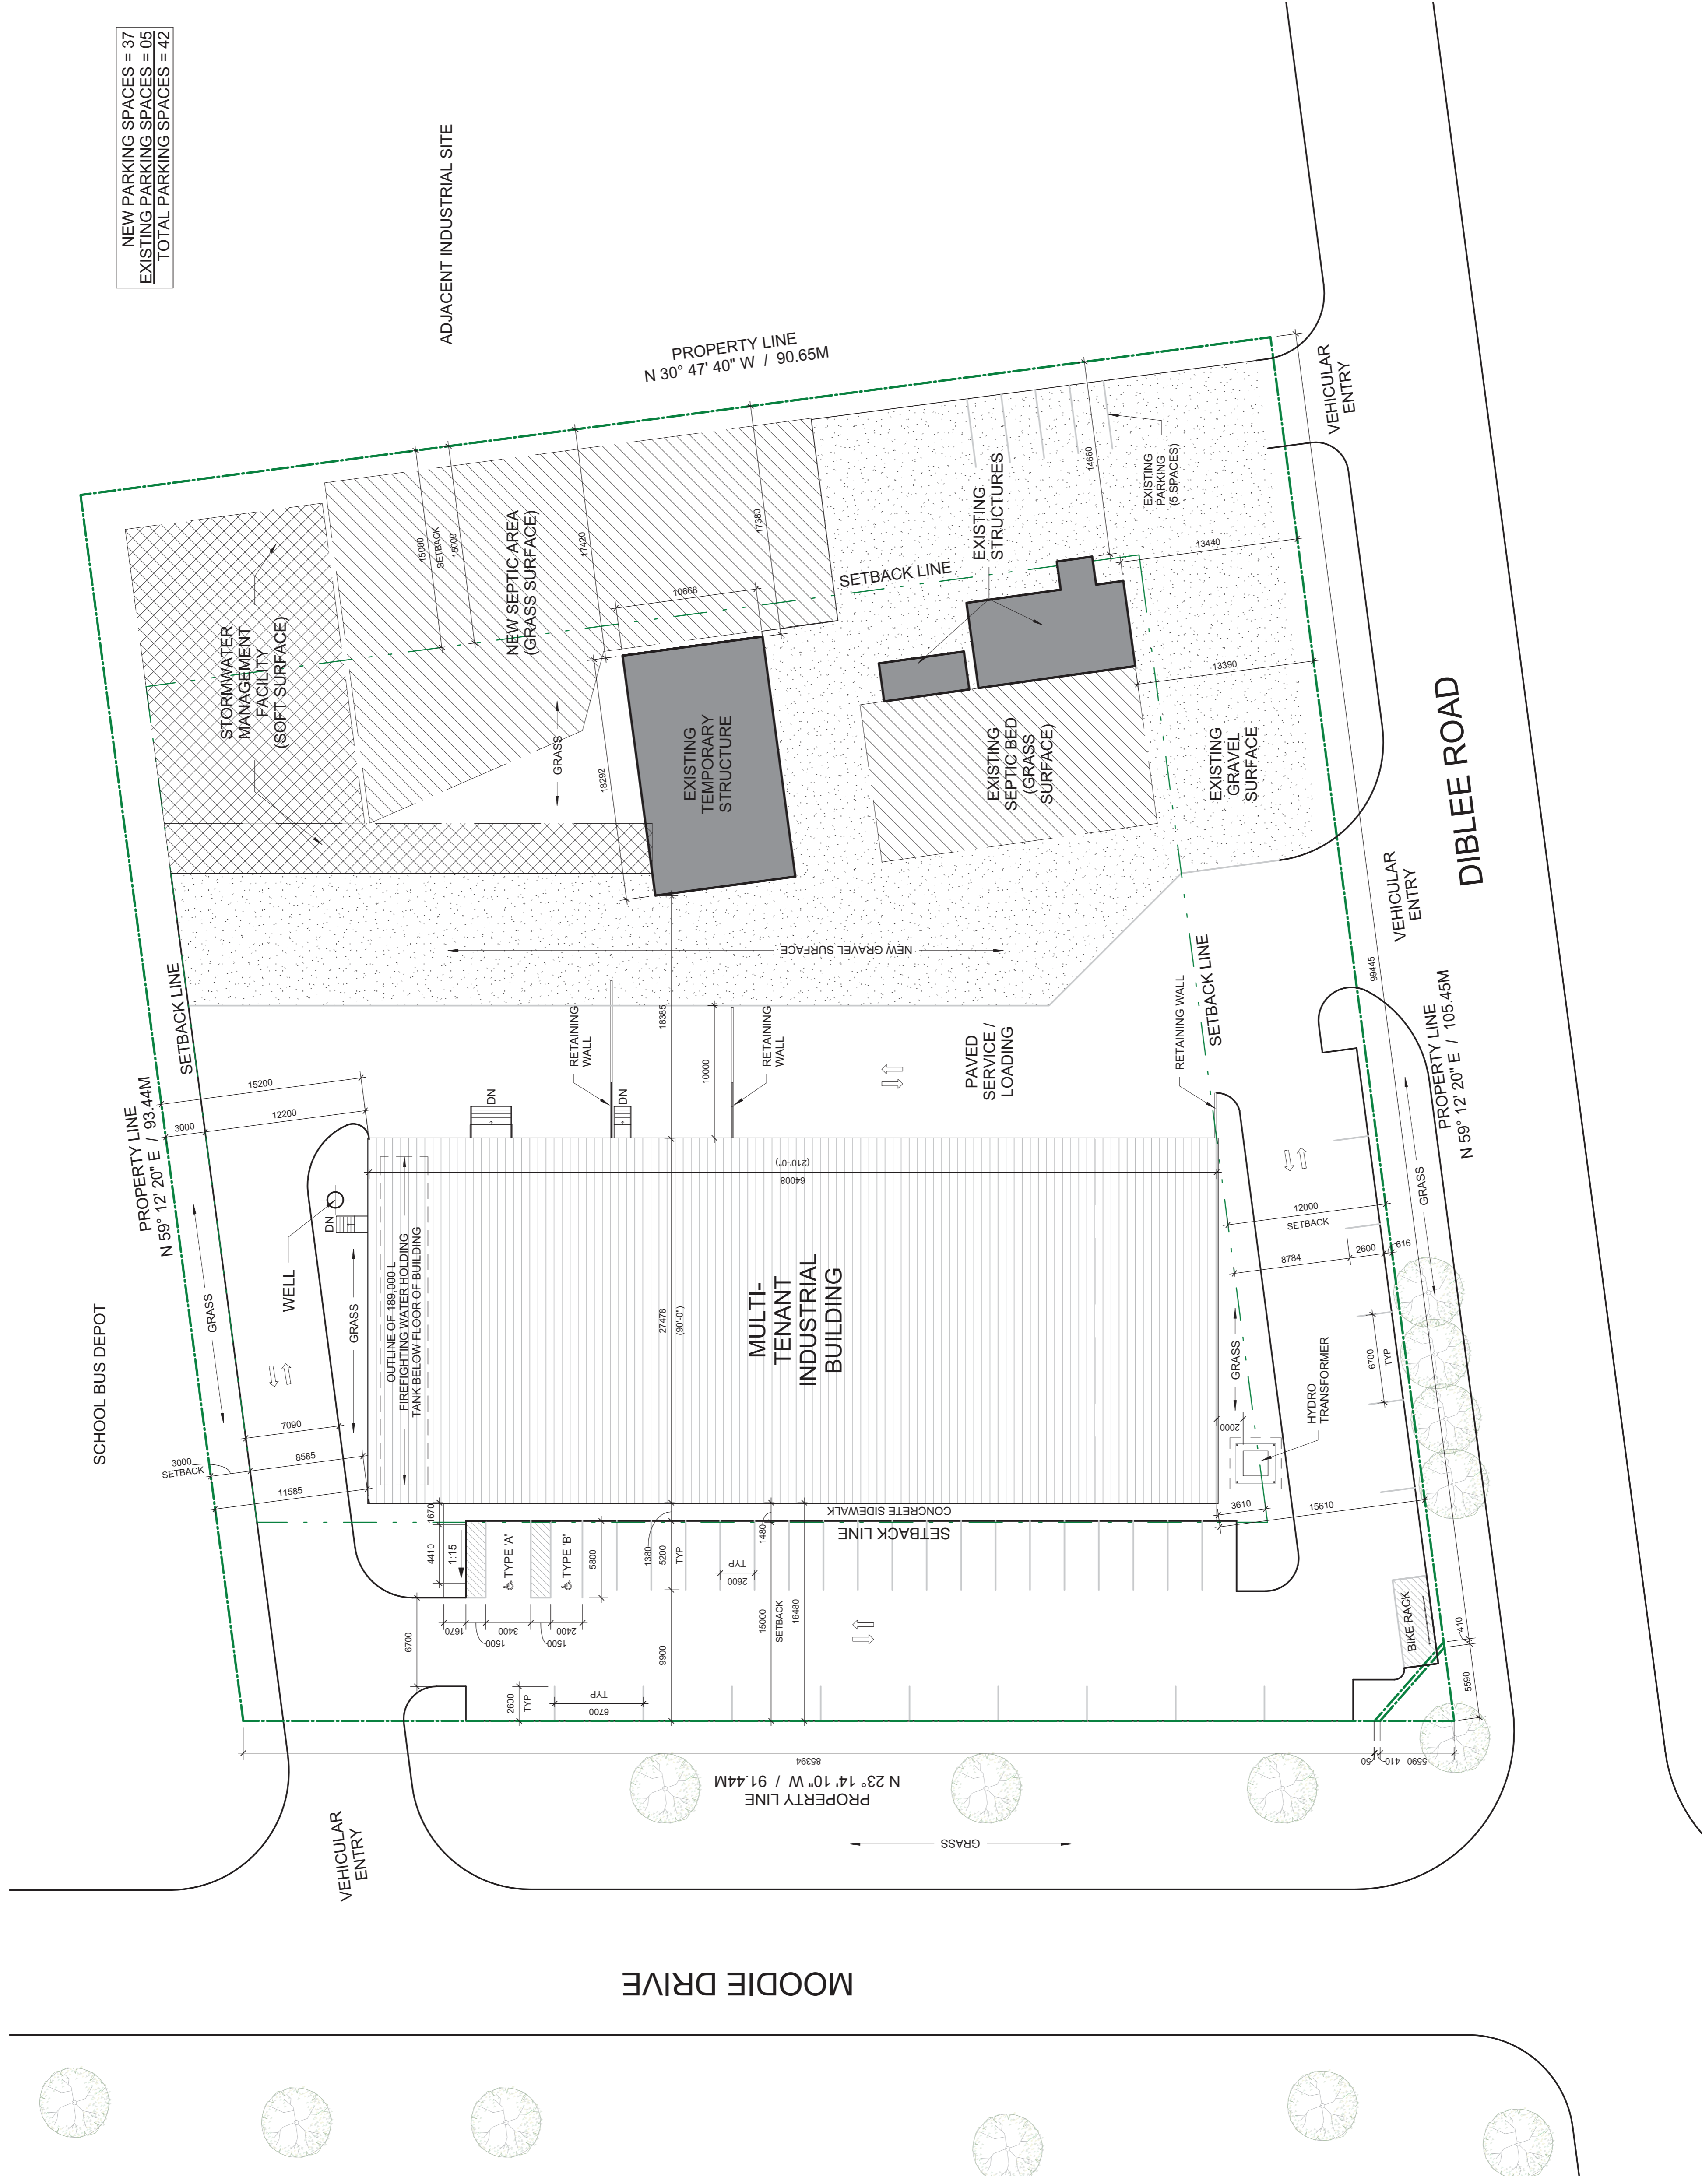 NEW PARKING SPACES = 37
EXISTING PARKING SPACES = 05
TOTAL PARKING SPACES = 42
ADJACENT INDUSTRIAL SITE
PROPERTY LINE
N 30° 47' 40" W / 90.65M
STORMWATER
MANAGEMENT
FACILITY
(SOFT SURFACE)
15000
SETBACK
15000
NEW SEPTIC AREA
(GRASS SURFACE)
17420
17380
10668
SETBACK LINE
EXISTING
STRUCTURES
14660
EXISTING
PARKING
(5 SPACES)
VEHICULAR
ENTRY
13440
13390
GRASS
18292
EXISTING
TEMPORARY
STRUCTURE
EXISTING
SEPTIC BED
(GRASS
SURFACE)
EXISTING
GRAVEL
SURFACE
DIBLEE ROAD
VEHICULAR
ENTRY
99445
NEW GRAVEL SURFACE
SETBACK LINE
PROPERTY LINE
N 59° 12' 20" E / 93.44M
15200
12200
3000
RETAINING
WALL
18385
10000
RETAINING
WALL
PAVED
SERVICE /
LOADING
RETAINING WALL
SETBACK LINE
PROPERTY LINE
N 59° 12' 20" E / 105.45M
DN
DN
DN
WELL
GRASS
GRASS
SCHOOL BUS DEPOT
OUTLINE OF 189,000 L
FIREFIGHTING WATER HOLDING
TANK BELOW FLOOR OF BUILDING
64008
(210'-0")
27478
(90'-0")
MULTI-
TENANT
INDUSTRIAL
BUILDING
12000
SETBACK
8784
2600
616
GRASS
GRASS
6700
TYP
HYDRO
TRANSFORMER
2000
3610
15610
7090
8585
3000
SETBACK
11585
CONCRETE SIDEWALK
SETBACK LINE
1670
4410
1:15
TYPE 'A'
TYPE 'B'
5800
1380
5200
TYP
2600
TYP
1480
15000
SETBACK
16480
1670
1500
3400
1500
2400
6700
9900
2600
TYP
6700
TYP
BIKE RACK
410
5590
85394
50
410
5590
PROPERTY LINE
N 23° 14' 10" W / 91.44M
GRASS
VEHICULAR
ENTRY
MOODIE DRIVE